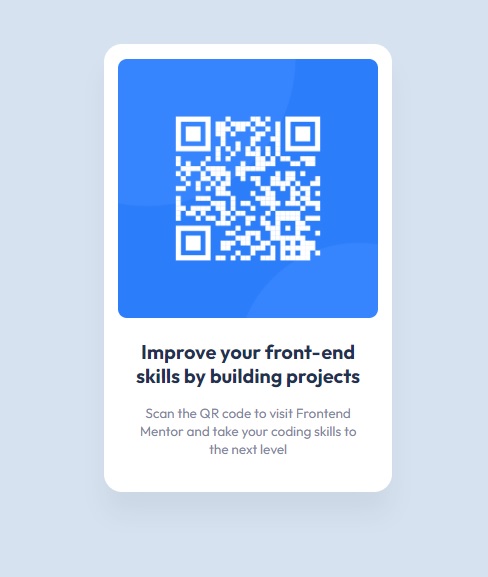 Improve your front-end
skills by building projects
Scan the QR code to visit Frontend
Mentor and take your coding skills to
the next level